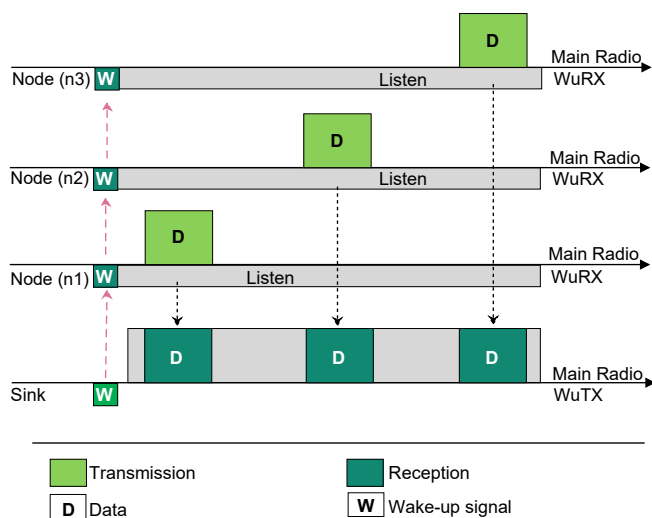 D
Main Radio
Node (n3) W Listen WuRX
D
Main Radio
Node (n2) W Listen WuRX
D
Main Radio
Node (n1) W Listen WuRX
D D D
Main Radio
Sink W WuTX
Transmission Reception
D Data W Wake-up signal